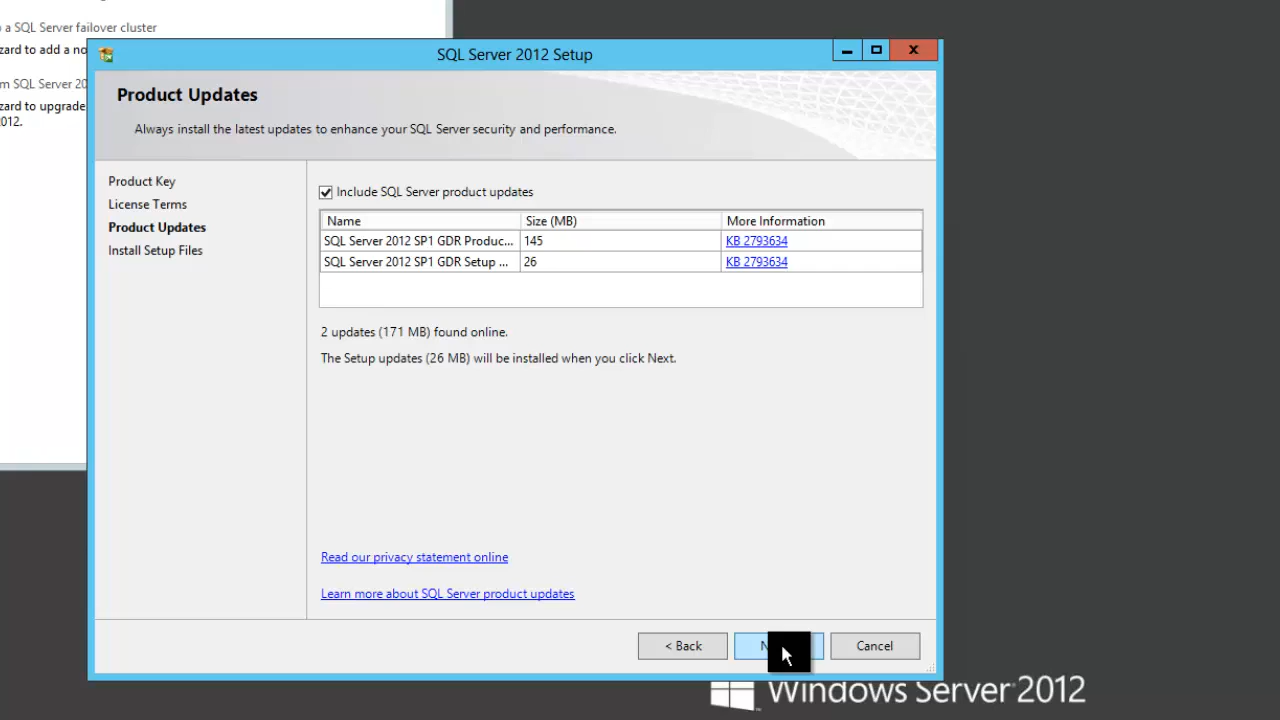 a SQL Server failover cluster
zard to add a no
m SQL Server 20
zard to upgrade
2012.
SQL Server 2012 Setup
Product Updates
Always install the latest updates to enhance your SQL Server security and performance.
Product Key
License Terms
Product Updates
Install Setup Files
Include SQL Server product updates
Name Size (MB) More Information
SQL Server 2012 SP1 GDR Produc... 145 KB 2793634
SQL Server 2012 SP1 GDR Setup ... 26 KB 2793634
2 updates (171 MB) found online.
The Setup updates (26 MB) will be installed when you click Next.
Read our privacy statement online
Learn more about SQL Server product updates
< Back Cancel
Windows Server 2012